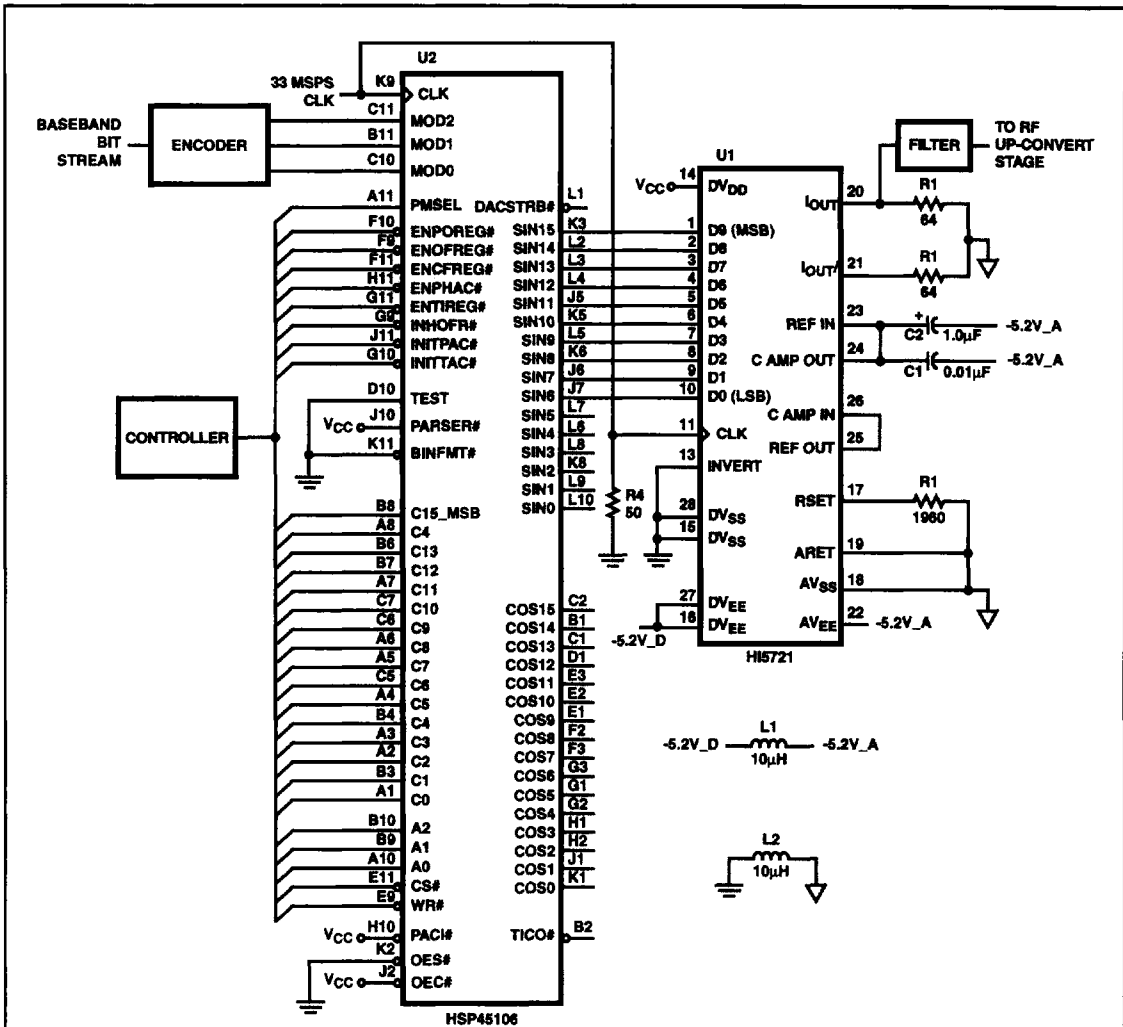 U2
33 MSPS
CLK
K9
CLK
BASEBAND
BIT
STREAM
ENCODER
C11
MOD2
B11
MOD1
C10
MOD0
A11
PMSEL
F10
ENPOREG#
F9
ENOFREG#
F11
ENCFREG#
H11
ENPHAC#
G11
ENTIREG#
G9
INHOFR#
J11
INITPAC#
G10
INITTAC#
D10
TEST
VCC
J10
PARSER#
K11
BINFMT#
CONTROLLER
B8
C15_MSB
A8
C4
B6
C13
B7
C12
A7
C11
C7
C10
C6
C9
A6
C8
A5
C7
C5
C6
A4
C5
B4
C4
A3
C3
A2
C2
B3
C1
A1
C0
B10
A2
B9
A1
A10
A0
E11
CS#
E9
WR#
VCC
H10
PACI#
K2
OES#
VCC
J2
OEC#
DACSTRB#
L1
SIN15
K3
SIN14
L2
SIN13
L3
SIN12
L4
SIN11
J5
SIN10
K5
SIN9
L5
SIN8
K6
SIN7
J6
SIN6
J7
SIN5
L7
SIN4
L6
SIN3
L8
SIN2
K8
SIN1
L9
SIN0
L10
COS15
C2
COS14
B1
COS13
C1
COS12
D1
COS11
E3
COS10
E2
COS9
E1
COS8
F2
COS7
F3
COS6
G3
COS5
G1
COS4
G2
COS3
H1
COS2
H2
COS1
J1
COS0
K1
TICO#
B2
HSP45106
R4
50
U1
VCC
14
DVDD
1
D9 (MSB)
2
D8
3
D7
4
D6
5
D5
6
D4
7
D3
8
D2
9
D1
10
D0 (LSB)
11
CLK
13
INVERT
28
DVSS
15
DVSS
27
DVEE
-5.2V_D
16
DVEE
FILTER
TO RF
UP-CONVERT
STAGE
IOUT
20
R1
64
IOUT/
21
R1
64
REF IN
23
+
C2
1.0µF
-5.2V_A
C AMP OUT
24
C1
0.01µF
-5.2V_A
C AMP IN
26
REF OUT
25
RSET
17
R1
1960
ARET
19
AVSS
18
AVEE
22
-5.2V_A
HI5721
-5.2V_D
L1
10µH
-5.2V_A
L2
10µH